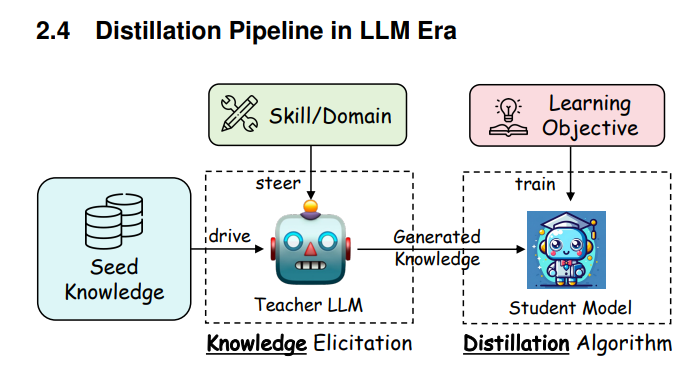 2.4 Distillation Pipeline in LLM Era
Skill/Domain
Learning
Objective
steer
train
Seed
Knowledge
drive
Generated
Knowledge
Teacher LLM
Student Model
Knowledge Elicitation
Distillation Algorithm